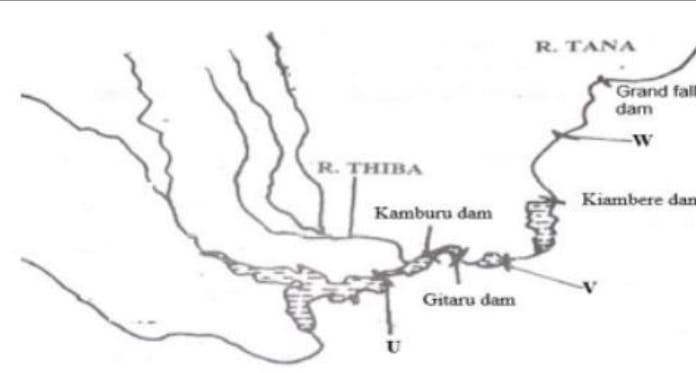 R. TANA
Grand fall
dam
W
R. THIBA
Kiambere dan
Kamburu dam
V
Gitaru dam
U